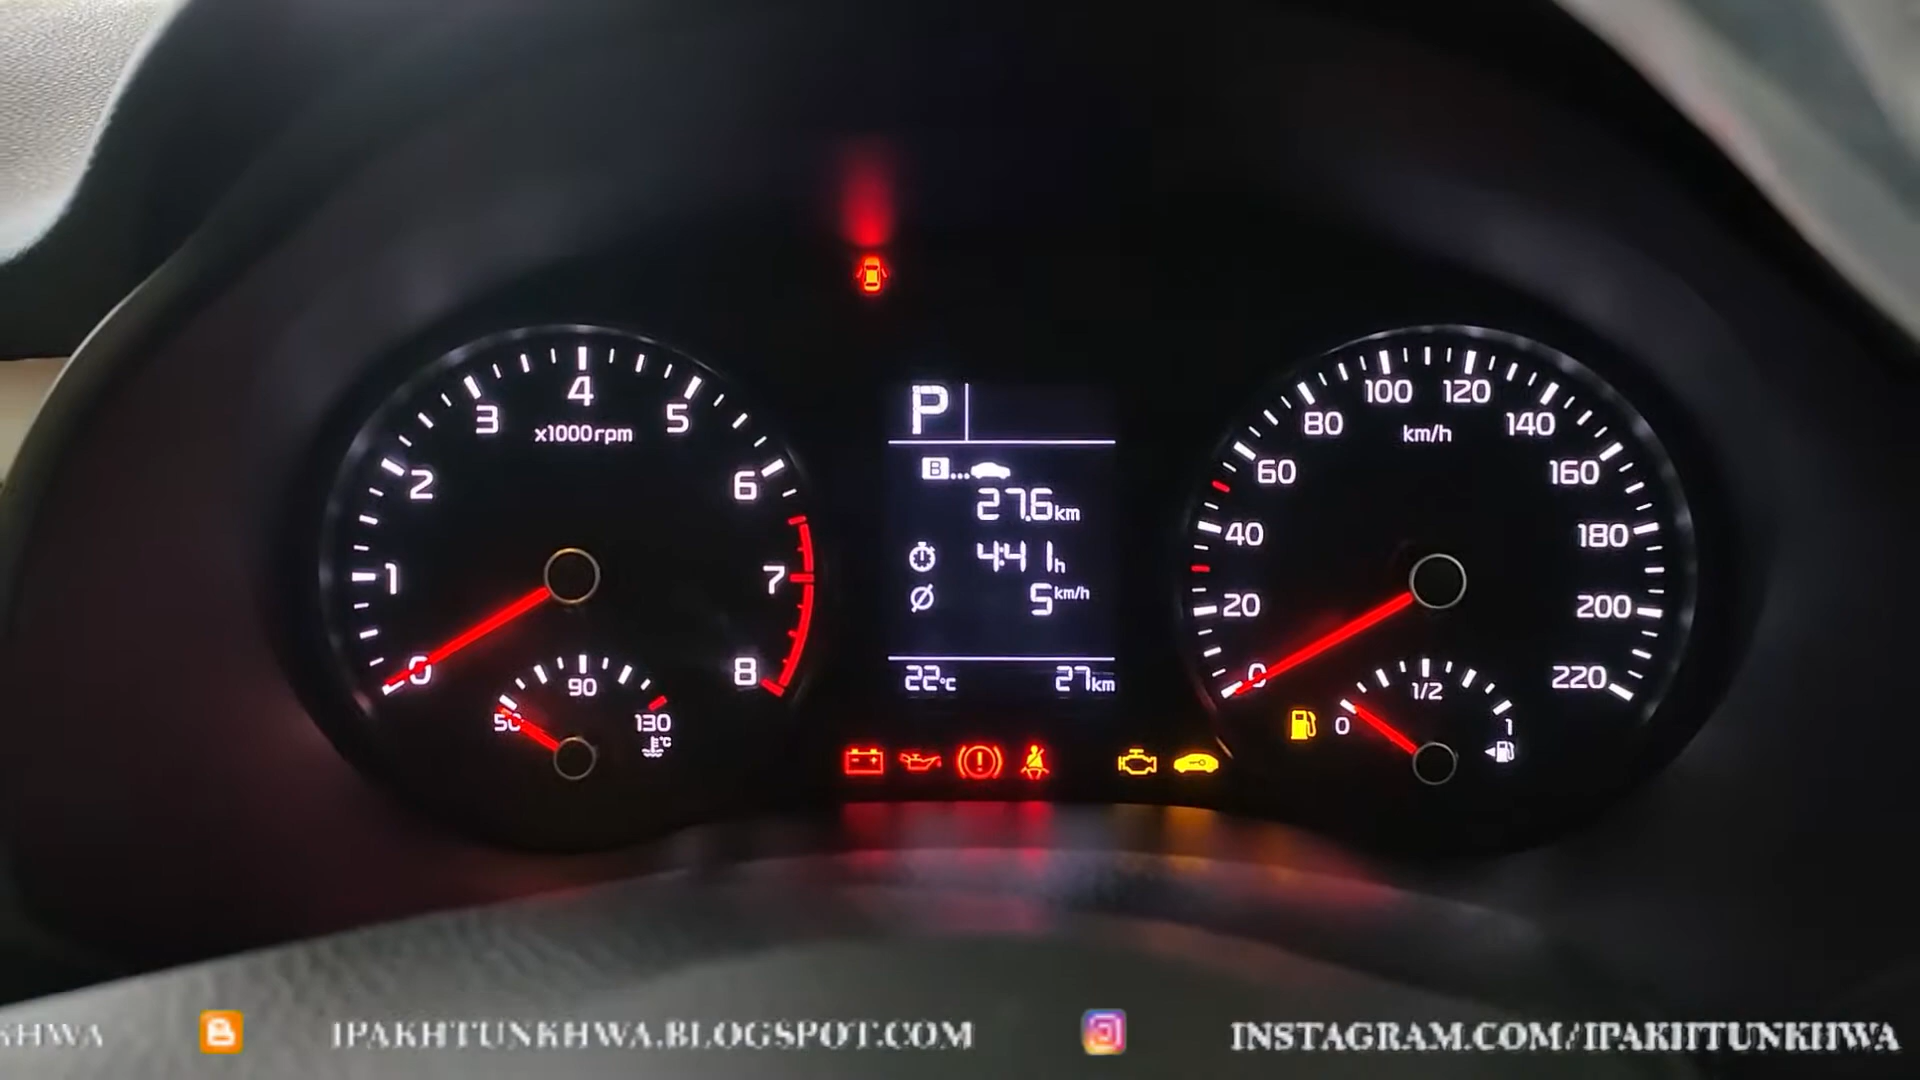 4
3
5
x1000rpm
2
6
1
7
0
8
90
50
130
°C
P
B...
27.6km
4:41h
5km/h
22°C 27km
100 120
80
140
km/h
60
160
40
180
20
200
0
220
1/2
0
1
KHWA
IPAKHTUNKHWA.BLOGSPOT.COM
INSTAGRAM.COM/IPAKHTUNKHWA